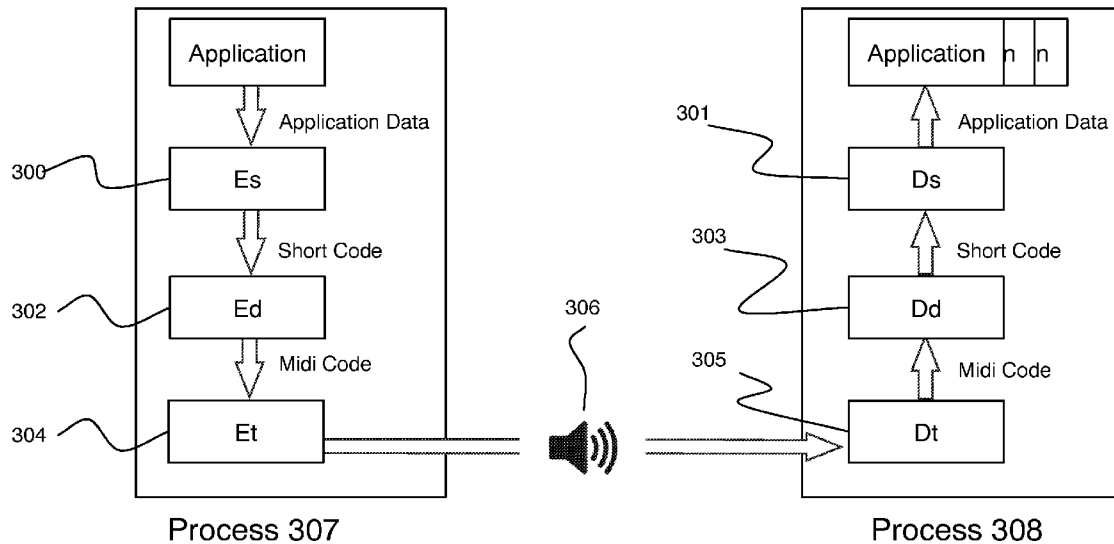 Application
Application Data
300
Es
Short Code
302
Ed
Midi Code
304
Et
Process 307
306
Application n n
301
Application Data
Ds
303
Short Code
Dd
305
Midi Code
Dt
Process 308